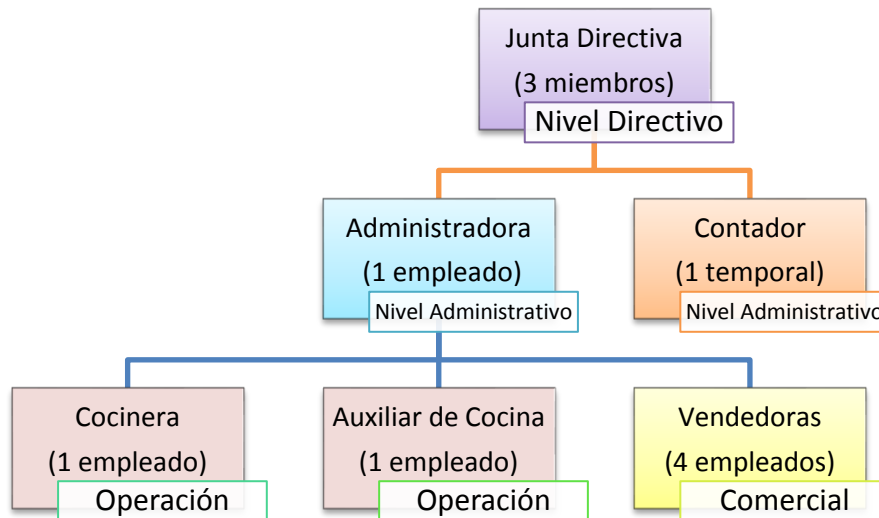 Junta Directiva
(3 miembros)
Nivel Directivo
Administradora
(1 empleado)
Nivel Administrativo
Contador
(1 temporal)
Nivel Administrativo
Cocinera
(1 empleado)
Operación
Auxiliar de Cocina
(1 empleado)
Operación
Vendedoras
(4 empleados)
Comercial